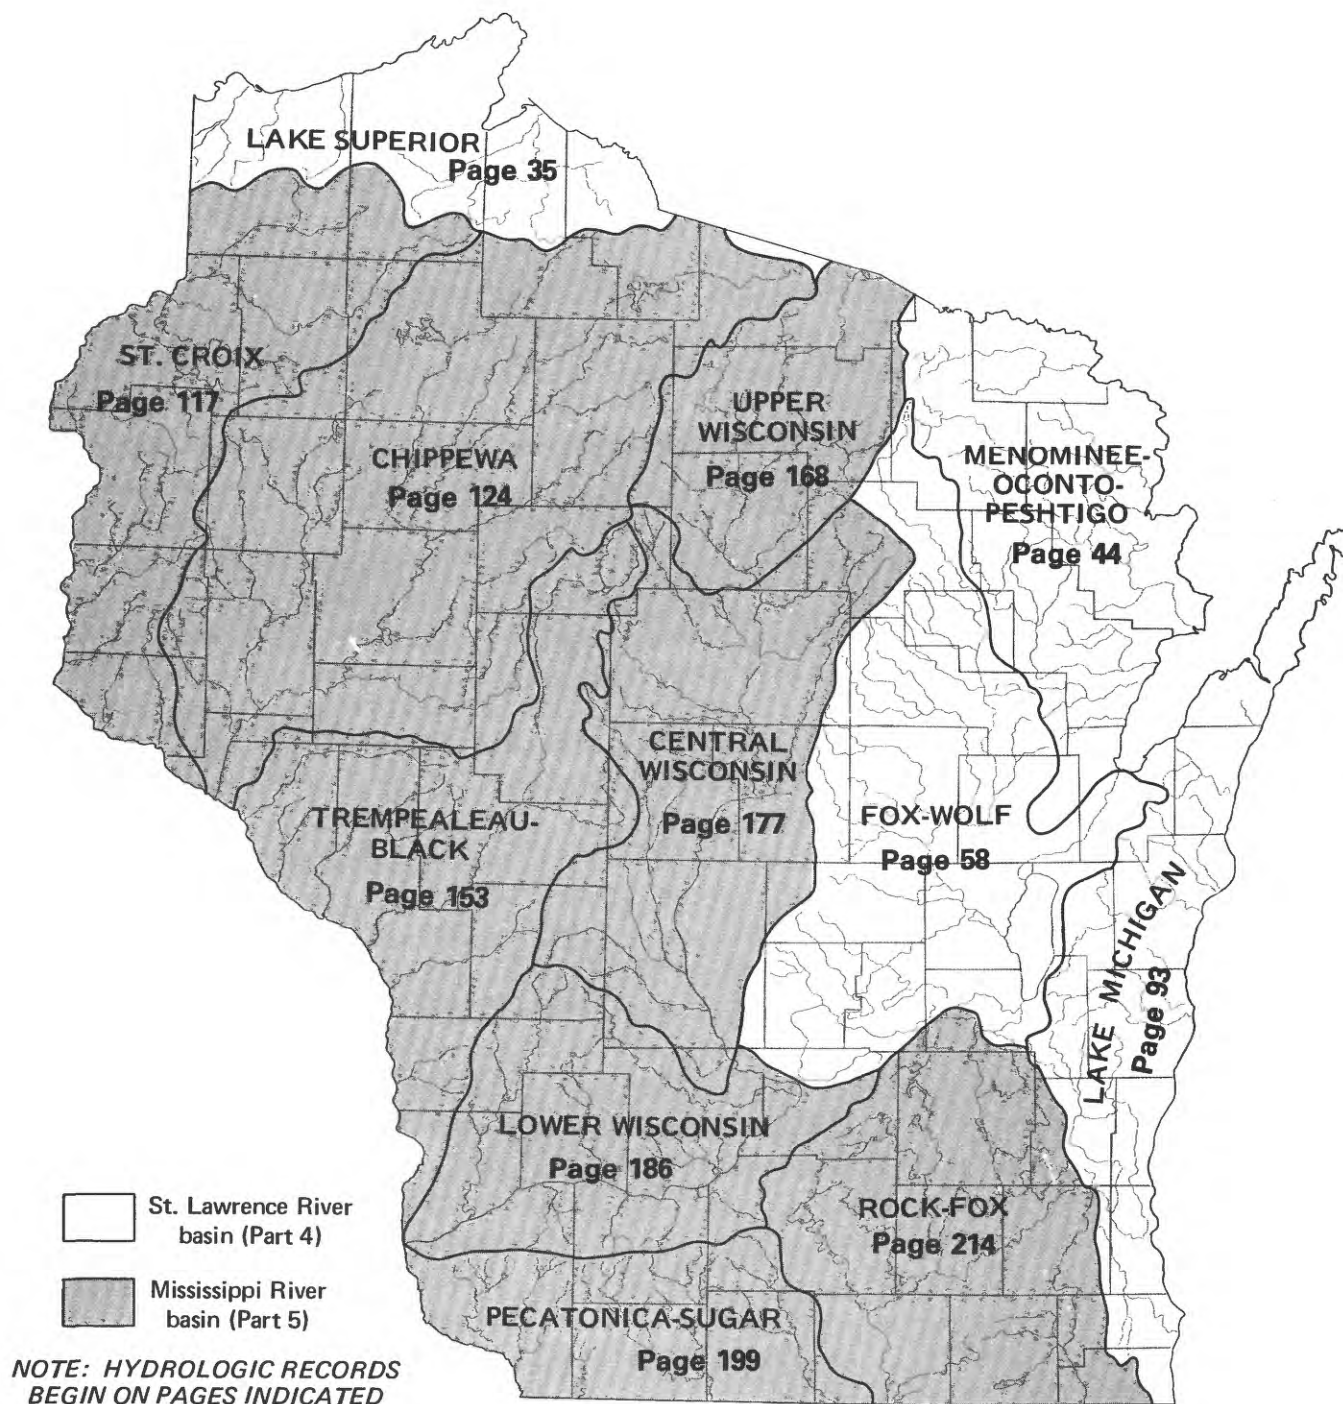 LAKE SUPERIOR
Page 35
ST. CROIX
Page 117
CHIPPEWA
Page 124
UPPER
WISCONSIN
Page 168
MENOMINEE-
OCONTO-
PESHTIGO
Page 44
CENTRAL
WISCONSIN
Page 177
TREMPEALEAU-
BLACK
Page 153
FOX-WOLF
Page 58
LAKE MICHIGAN
Page 93
LOWER WISCONSIN
Page 186
ROCK-FOX
Page 214
PECATONICA-SUGAR
Page 199
St. Lawrence River
basin (Part 4)
Mississippi River
basin (Part 5)
NOTE: HYDROLOGIC RECORDS
BEGIN ON PAGES INDICATED